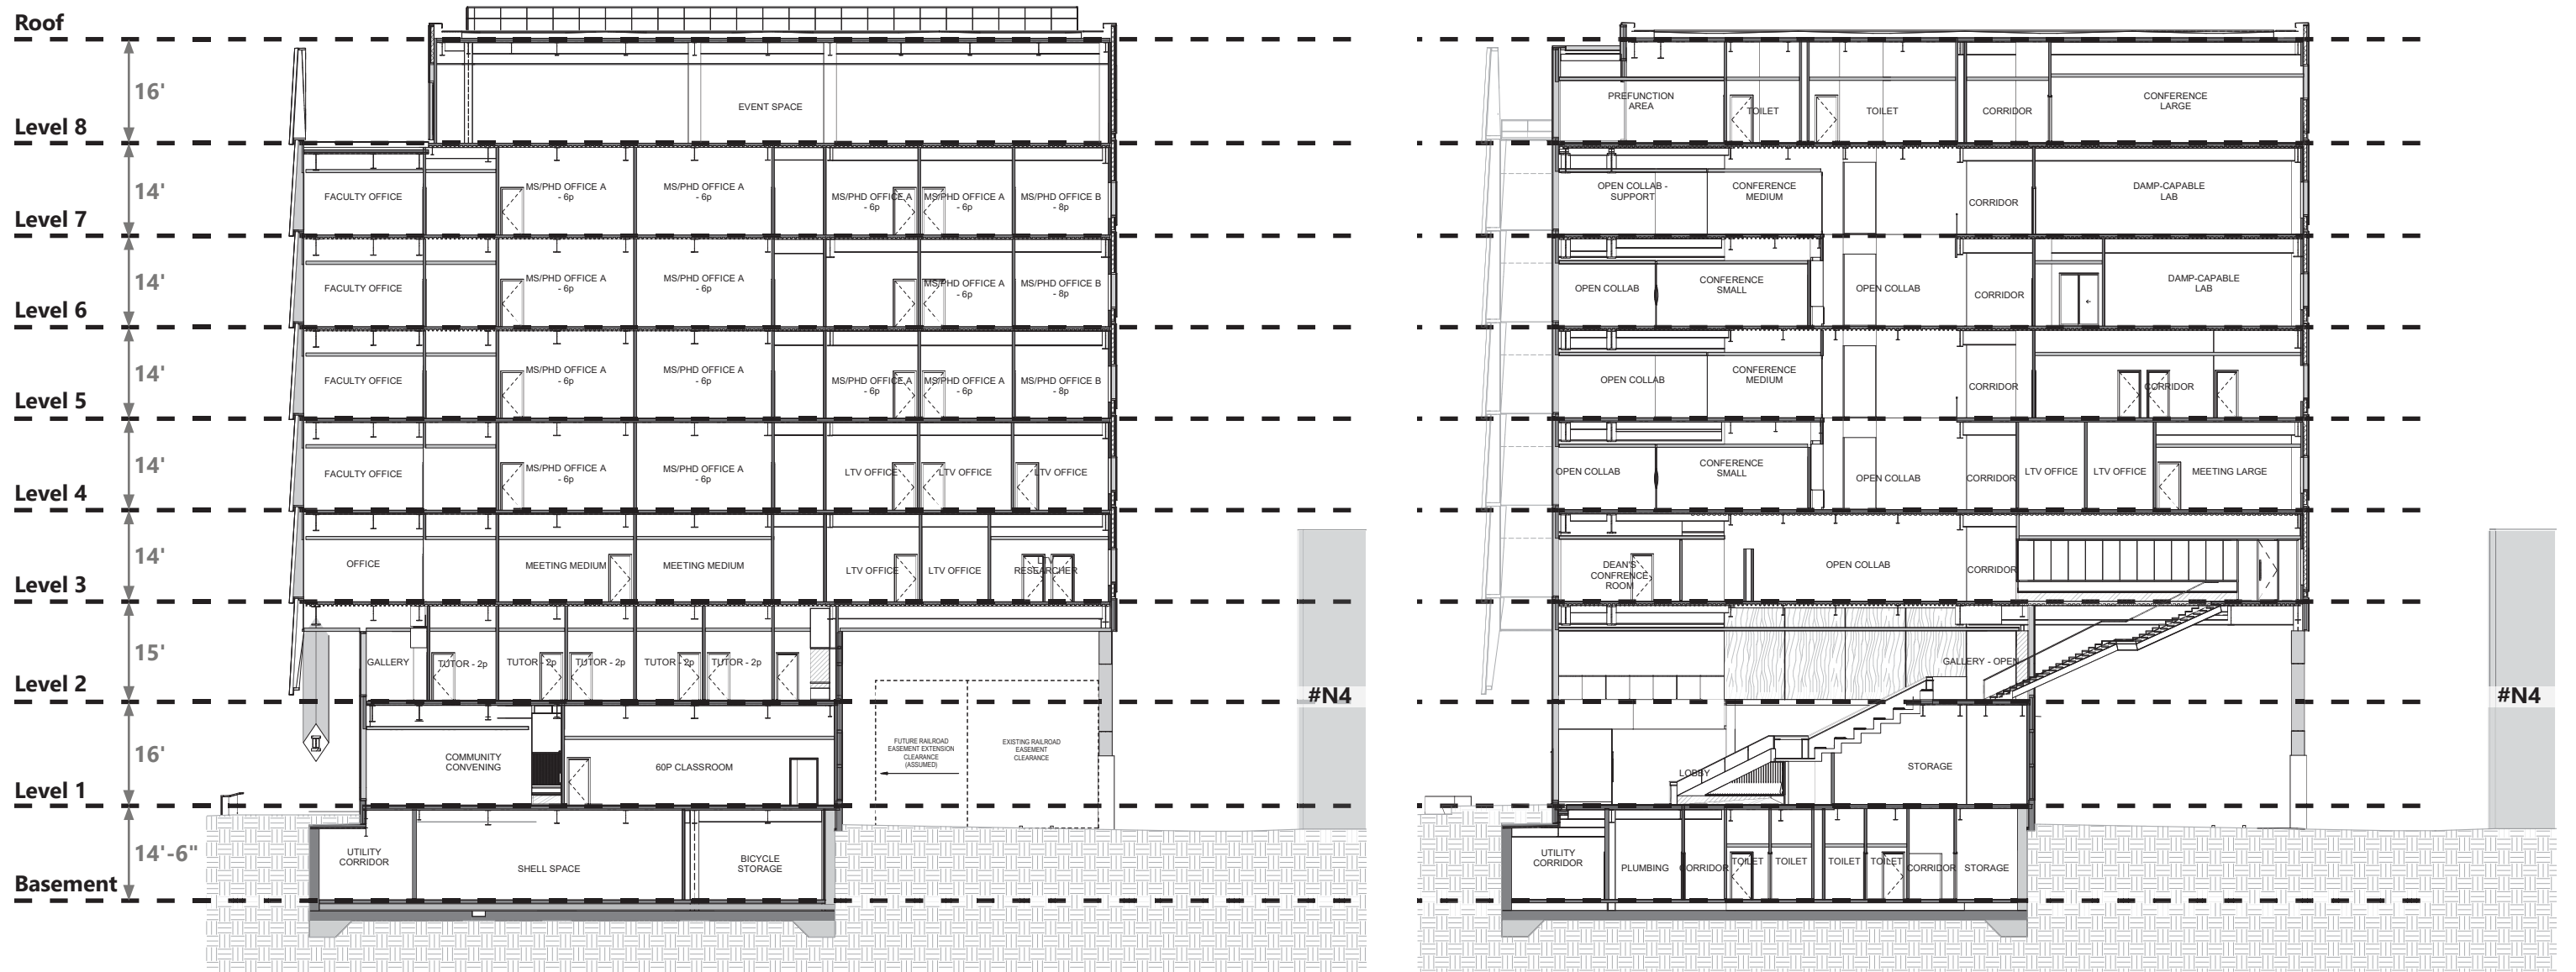 Roof
16'
Level 8
14'
Level 7
14'
Level 6
14'
Level 5
14'
Level 4
14'
Level 3
15'
Level 2
16'
Level 1
14'-6"
Basement
EVENT SPACE
FACULTY OFFICE
MS/PHD OFFICE A
- 6p
MS/PHD OFFICE A
- 6p
MS/PHD OFFICE A
- 6p
MS/PHD OFFICE A
- 6p
MS/PHD OFFICE B
- 8p
FACULTY OFFICE
MS/PHD OFFICE A
- 6p
MS/PHD OFFICE A
- 6p
MS/PHD OFFICE A
- 6p
MS/PHD OFFICE B
- 8p
FACULTY OFFICE
MS/PHD OFFICE A
- 6p
MS/PHD OFFICE A
- 6p
MS/PHD OFFICE A
- 6p
MS/PHD OFFICE A
- 6p
MS/PHD OFFICE B
- 8p
FACULTY OFFICE
MS/PHD OFFICE A
- 6p
MS/PHD OFFICE A
- 6p
LTV OFFICE
LTV OFFICE
LTV OFFICE
OFFICE
MEETING MEDIUM
MEETING MEDIUM
LTV OFFICE
LTV OFFICE
RESEARCHER
GALLERY
TUTOR - 2p
TUTOR - 2p
TUTOR - 2p
TUTOR - 2p
TUTOR - 2p
COMMUNITY
CONVENING
60P CLASSROOM
FUTURE RAILROAD
EASEMENT EXTENSION
CLEARANCE
(ASSUMED)
EXISTING RAILROAD
EASEMENT
CLEARANCE
#N4
UTILITY
CORRIDOR
SHELL SPACE
BICYCLE
STORAGE
PREFUNCTION
AREA
TOILET
TOILET
CORRIDOR
CONFERENCE
LARGE
OPEN COLLAB -
SUPPORT
CONFERENCE
MEDIUM
CORRIDOR
DAMP-CAPABLE
LAB
OPEN COLLAB
CONFERENCE
SMALL
OPEN COLLAB
CORRIDOR
DAMP-CAPABLE
LAB
OPEN COLLAB
CONFERENCE
MEDIUM
CORRIDOR
CORRIDOR
OPEN COLLAB
CONFERENCE
SMALL
OPEN COLLAB
CORRIDOR
LTV OFFICE
LTV OFFICE
MEETING LARGE
DEAN'S
CONFRENCE
ROOM
OPEN COLLAB
CORRIDOR
GALLERY - OPEN
LOBBY
STORAGE
#N4
UTILITY
CORRIDOR
PLUMBING
CORRIDOR
TOILET
TOILET
TOILET
TOILET
CORRIDOR
STORAGE